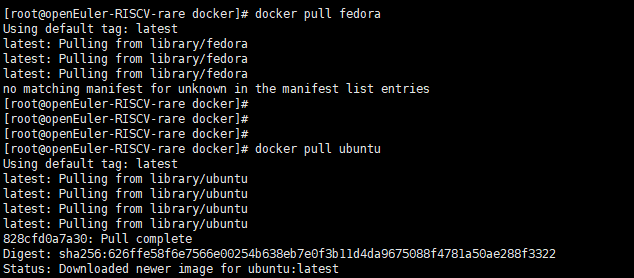 [root@openEuler-RISCV-rare docker]# docker pull fedora
Using default tag: latest
latest: Pulling from library/fedora
latest: Pulling from library/fedora
latest: Pulling from library/fedora
no matching manifest for unknown in the manifest list entries
[root@openEuler-RISCV-rare docker]#
[root@openEuler-RISCV-rare docker]#
[root@openEuler-RISCV-rare docker]#
[root@openEuler-RISCV-rare docker]# docker pull ubuntu
Using default tag: latest
latest: Pulling from library/ubuntu
latest: Pulling from library/ubuntu
latest: Pulling from library/ubuntu
latest: Pulling from library/ubuntu
828cfd0a7a30: Pull complete
Digest: sha256:626ffe58f6e7566e00254b638eb7e0f3b11d4da9675088f4781a50ae288f3322
Status: Downloaded newer image for ubuntu:latest